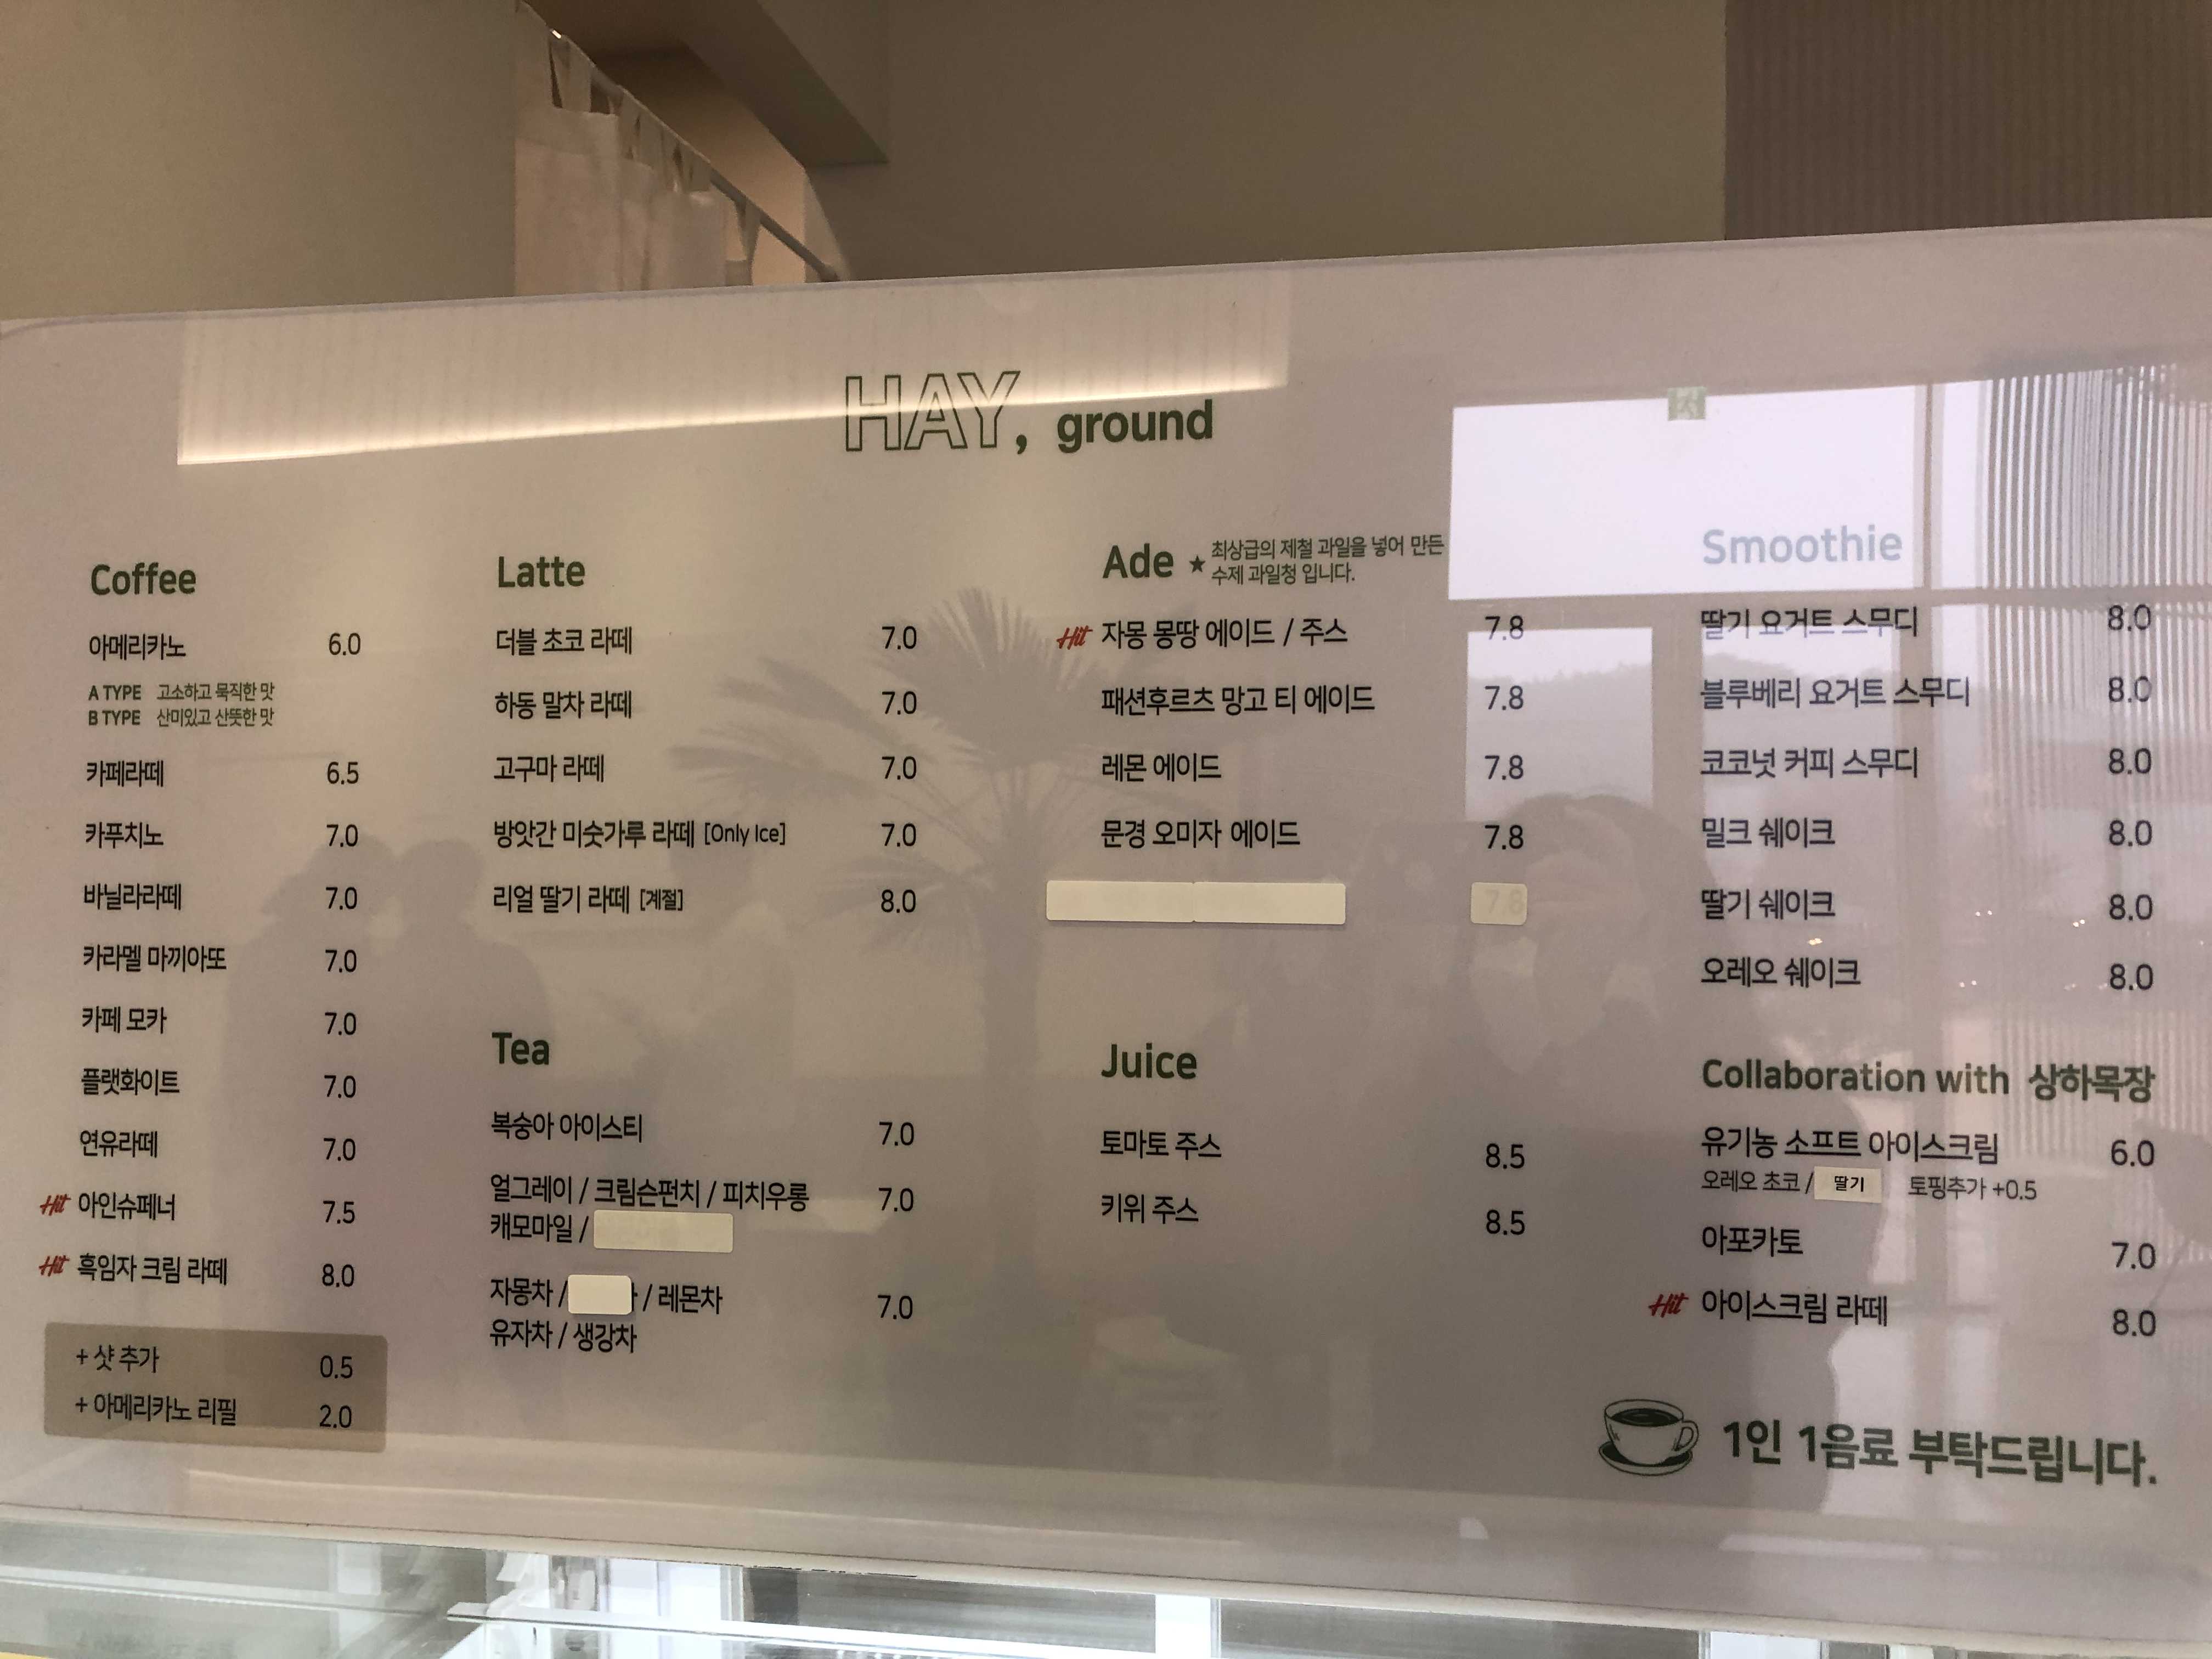 HAY, ground
Coffee
아메리카노 6.0
A TYPE 고소하고 묵직한 맛
B TYPE 산미있고 산뜻한 맛
카페라떼 6.5
카푸치노 7.0
바닐라라떼 7.0
카라멜 마끼아또 7.0
카페 모카 7.0
플랫화이트 7.0
연유라떼 7.0
Hit 아인슈페너 7.5
Hit 흑임자 크림 라떼 8.0
+ 샷 추가 0.5
+ 아메리카노 리필 2.0
Latte
더블 초코 라떼 7.0
하동 말차 라떼 7.0
고구마 라떼 7.0
방앗간 미숫가루 라떼 [Only Ice] 7.0
리얼 딸기 라떼 [계절] 8.0
Tea
복숭아 아이스티 7.0
얼그레이 / 크림슨펀치 / 피치우롱 7.0
캐모마일 /
자몽차 / / 레몬차 7.0
유자차 / 생강차
Ade ★ 최상급의 제철 과일을 넣어 만든
수제 과일청 입니다.
Hit 자몽 몽땅 에이드 / 주스 7.8
패션후르츠 망고 티 에이드 7.8
레몬 에이드 7.8
문경 오미자 에이드 7.8
7.8
Juice
토마토 주스 8.5
키위 주스 8.5
Smoothie
딸기 요거트 스무디 8.0
블루베리 요거트 스무디 8.0
코코넛 커피 스무디 8.0
밀크 쉐이크 8.0
딸기 쉐이크 8.0
오레오 쉐이크 8.0
Collaboration with 상하목장
유기농 소프트 아이스크림 6.0
오레오 초코 / 딸기 토핑추가 +0.5
아포카토 7.0
Hit 아이스크림 라떼 8.0
1인 1음료 부탁드립니다.